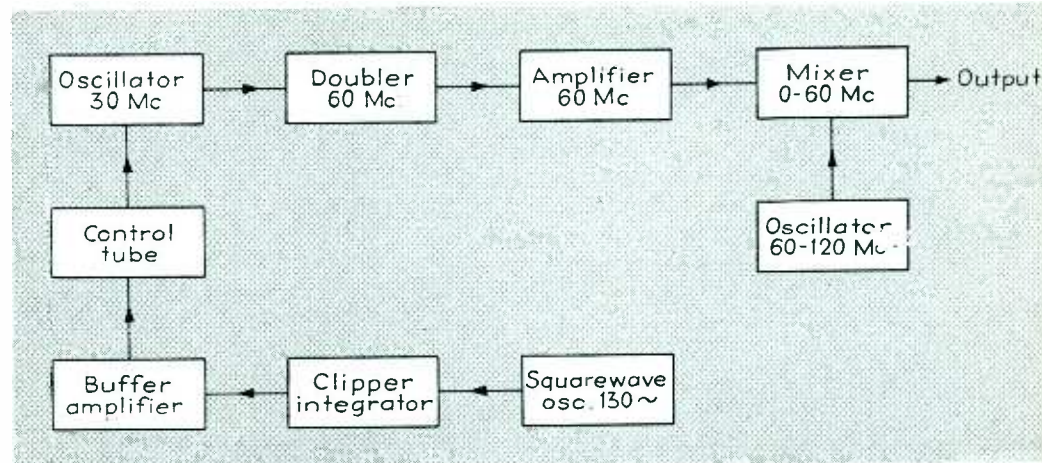 Oscillator
30 Mc
Doubler
60 Mc
Amplifier
60 Mc
Mixer
0-60 Mc
Output
Control
tube
Oscillator
60-120 Mc
Buffer
amplifier
Clipper
integrator
Squarewave
osc. 130~